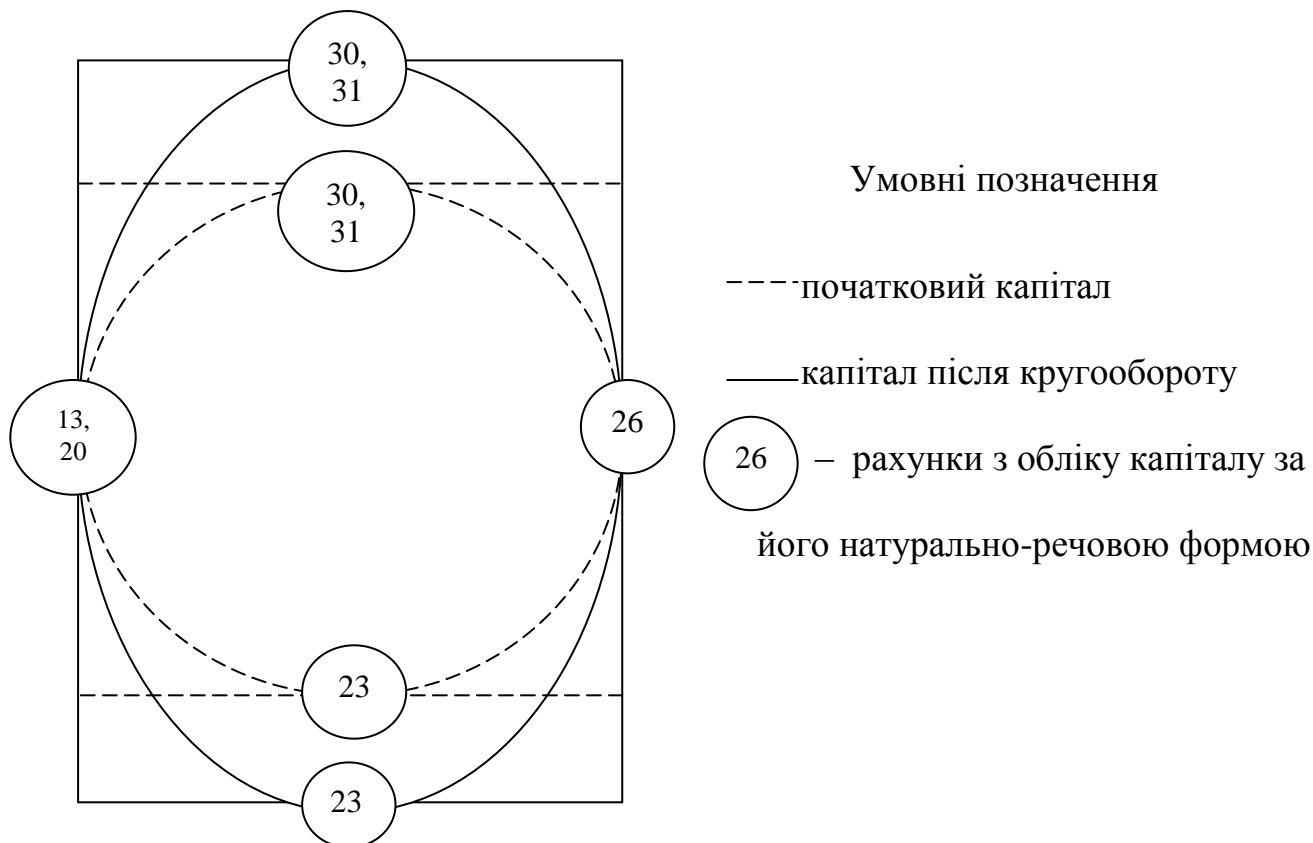 30,
31
30,
31
13,
20
26
23
23
Умовні позначення
початковий капітал
капітал після кругообороту
26 – рахунки з обліку капіталу за
його натурально-речовою формою